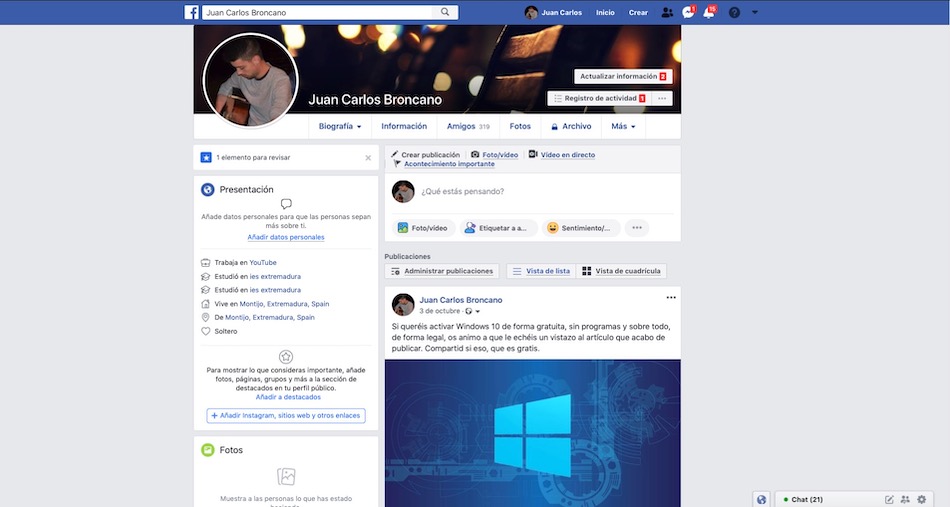 Juan Carlos Broncano
Juan Carlos Inicio Crear 1 15
Actualizar información 2
Juan Carlos Broncano
Registro de actividad 1 ...
Biografía Información Amigos 319 Fotos Archivo Más
1 elemento para revisar
Presentación
Añade datos personales para que las personas sepan
más sobre ti.
Añadir datos personales
Trabaja en YouTube
Estudió en ies extremadura
Estudió en ies extremadura
Vive en Montijo, Extremadura, Spain
De Montijo, Extremadura, Spain
Soltero
Para mostrar lo que consideras importante, añade
fotos, páginas, grupos y más a la sección de
destacados en tu perfil público.
Añadir a destacados
+ Añadir Instagram, sitios web y otros enlaces
Fotos
Muestra a las personas lo que has estado
haciendo
Crear publicación Foto/vídeo Vídeo en directo
Acontecimiento importante
¿Qué estás pensando?
Foto/vídeo Etiquetar a a... Sentimiento/... ...
Publicaciones
Administrar publicaciones Vista de lista Vista de cuadrícula
Juan Carlos Broncano ...
3 de octubre ·
Si queréis activar Windows 10 de forma gratuita, sin programas y sobre todo,
de forma legal, os animo a que le echéis un vistazo al artículo que acabo de
publicar. Compartid si eso, que es gratis.
Chat (21)